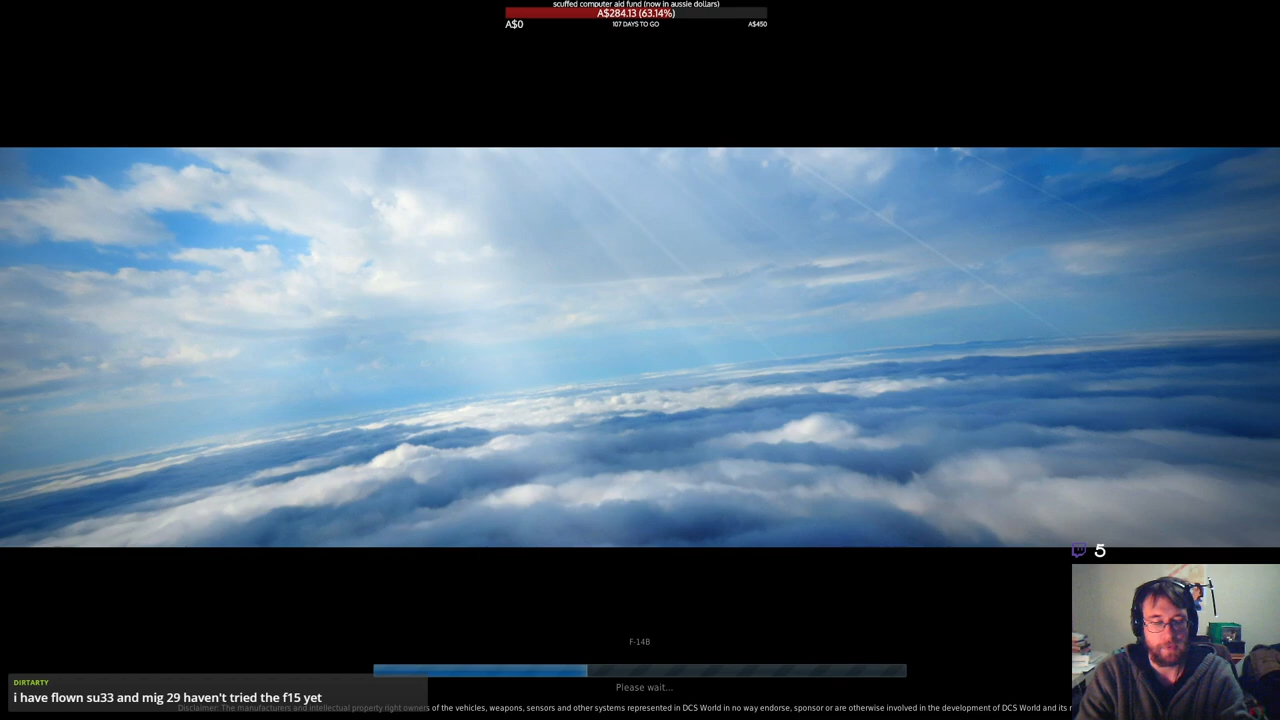 scuffed computer aid fund (now in aussie dollars)
A$284.13 (63.14%)
A$0
107 DAYS TO GO
A$450
5
F-14B
DIRTARTY
Please wait...
i have flown su33 and mig 29 haven't tried the f15 yet
Disclaimer: The manufacturers and intellectual property right owners of the vehicles, weapons, sensors and other systems represented in DCS World in no way endorse, sponsor or are otherwise involved in the development of DCS World and its